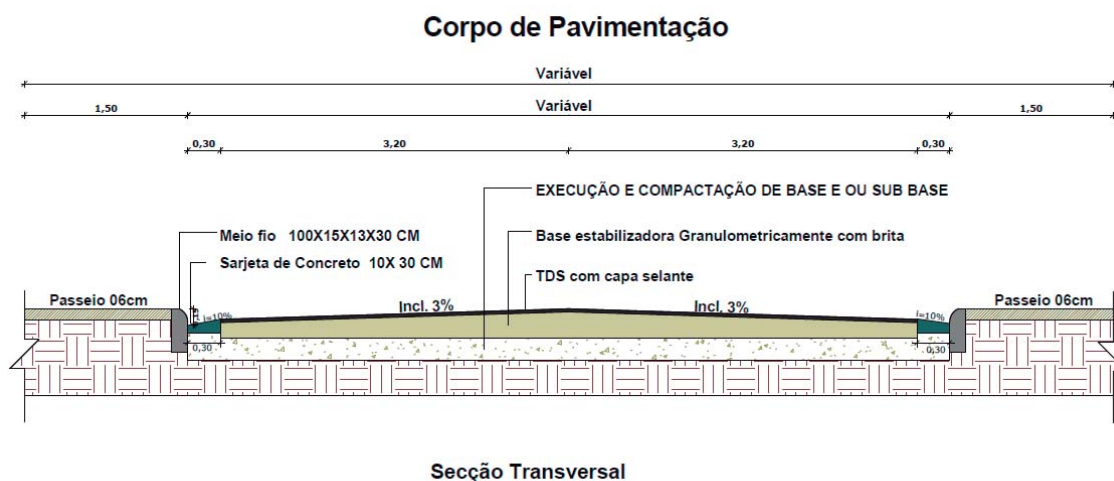 Corpo de Pavimentação
Variável
1,50 Variável 1,50
0,30 3,20 3,20 0,30
EXECUÇÃO E COMPACTAÇÃO DE BASE E OU SUB BASE
Meio fio 100X15X13X30 CM
Base estabilizadora Granulometricamente com brita
Sarjeta de Concreto 10X 30 CM
TDS com capa selante
Passeio 06cm
Incl. 3%
Incl. 3%
Passeio 06cm
i=10%
i=10%
0,30
0,30
Secção Transversal